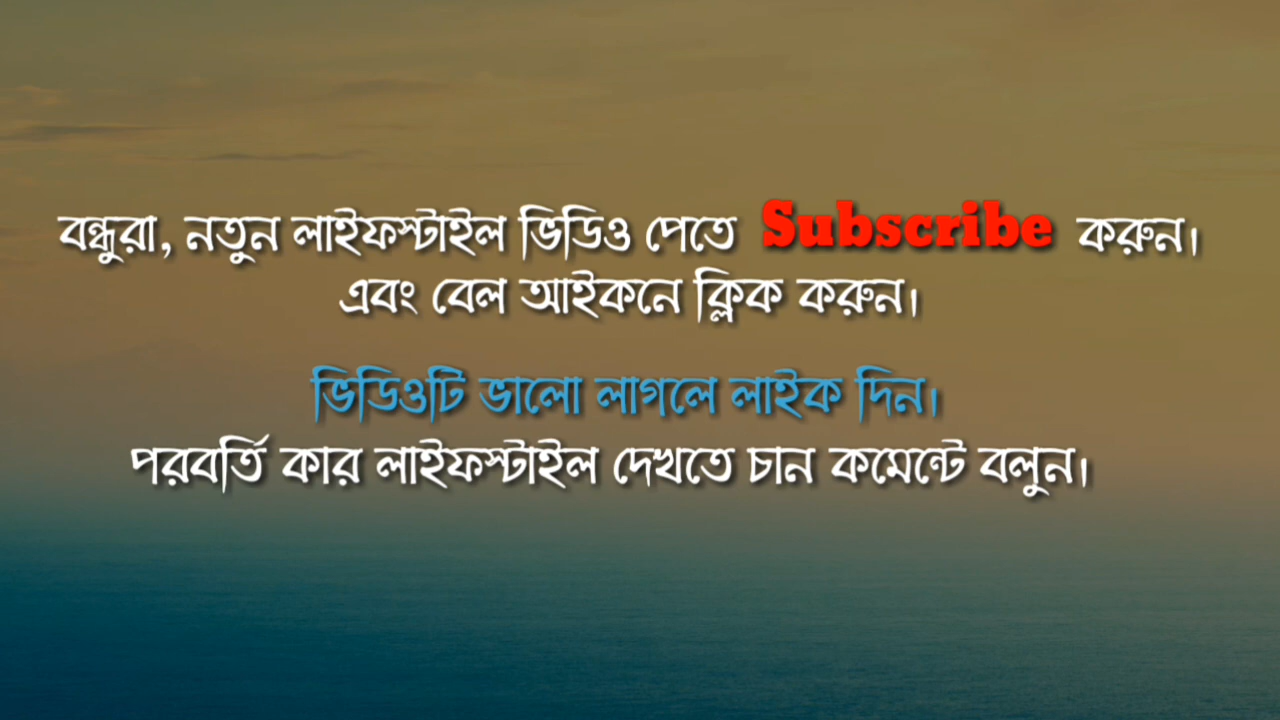 বন্ধুরা, নতুন লাইফস্টাইল ভিডিও পেতে Subscribe করুন।
এবং বেল আইকনে ক্লিক করুন।
ভিডিওটি ভালো লাগলে লাইক দিন।
পরবর্তি কার লাইফস্টাইল দেখতে চান কমেন্টে বলুন।